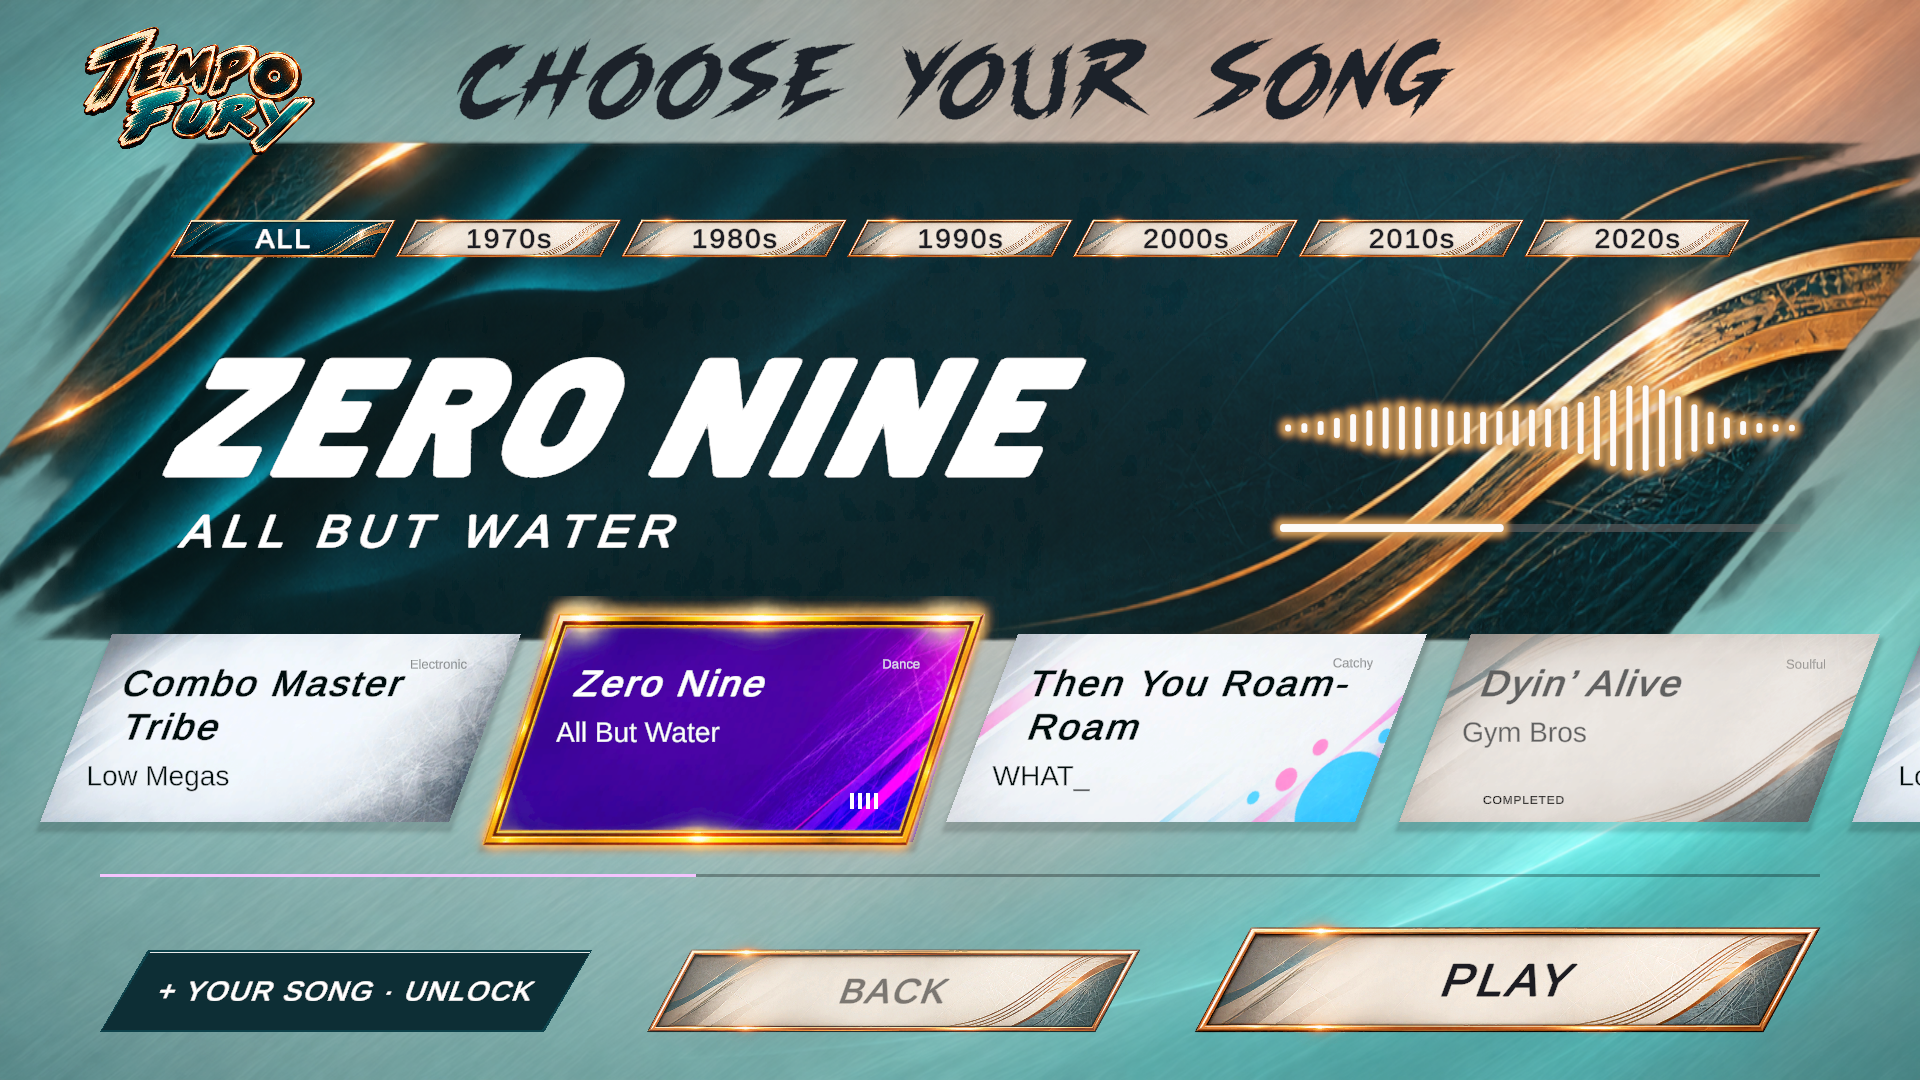 TEMPO
FURY
CHOOSE YOUR SONG
ALL
1970s
1980s
1990s
2000s
2010s
2020s
ZERO NINE
ALL BUT WATER
Combo Master
Tribe
Electronic
Low Megas
Zero Nine
Dance
All But Water
Then You Roam-
Roam
Catchy
WHAT_
Dyin’ Alive
Soulful
Gym Bros
COMPLETED
+ YOUR SONG · UNLOCK
BACK
PLAY